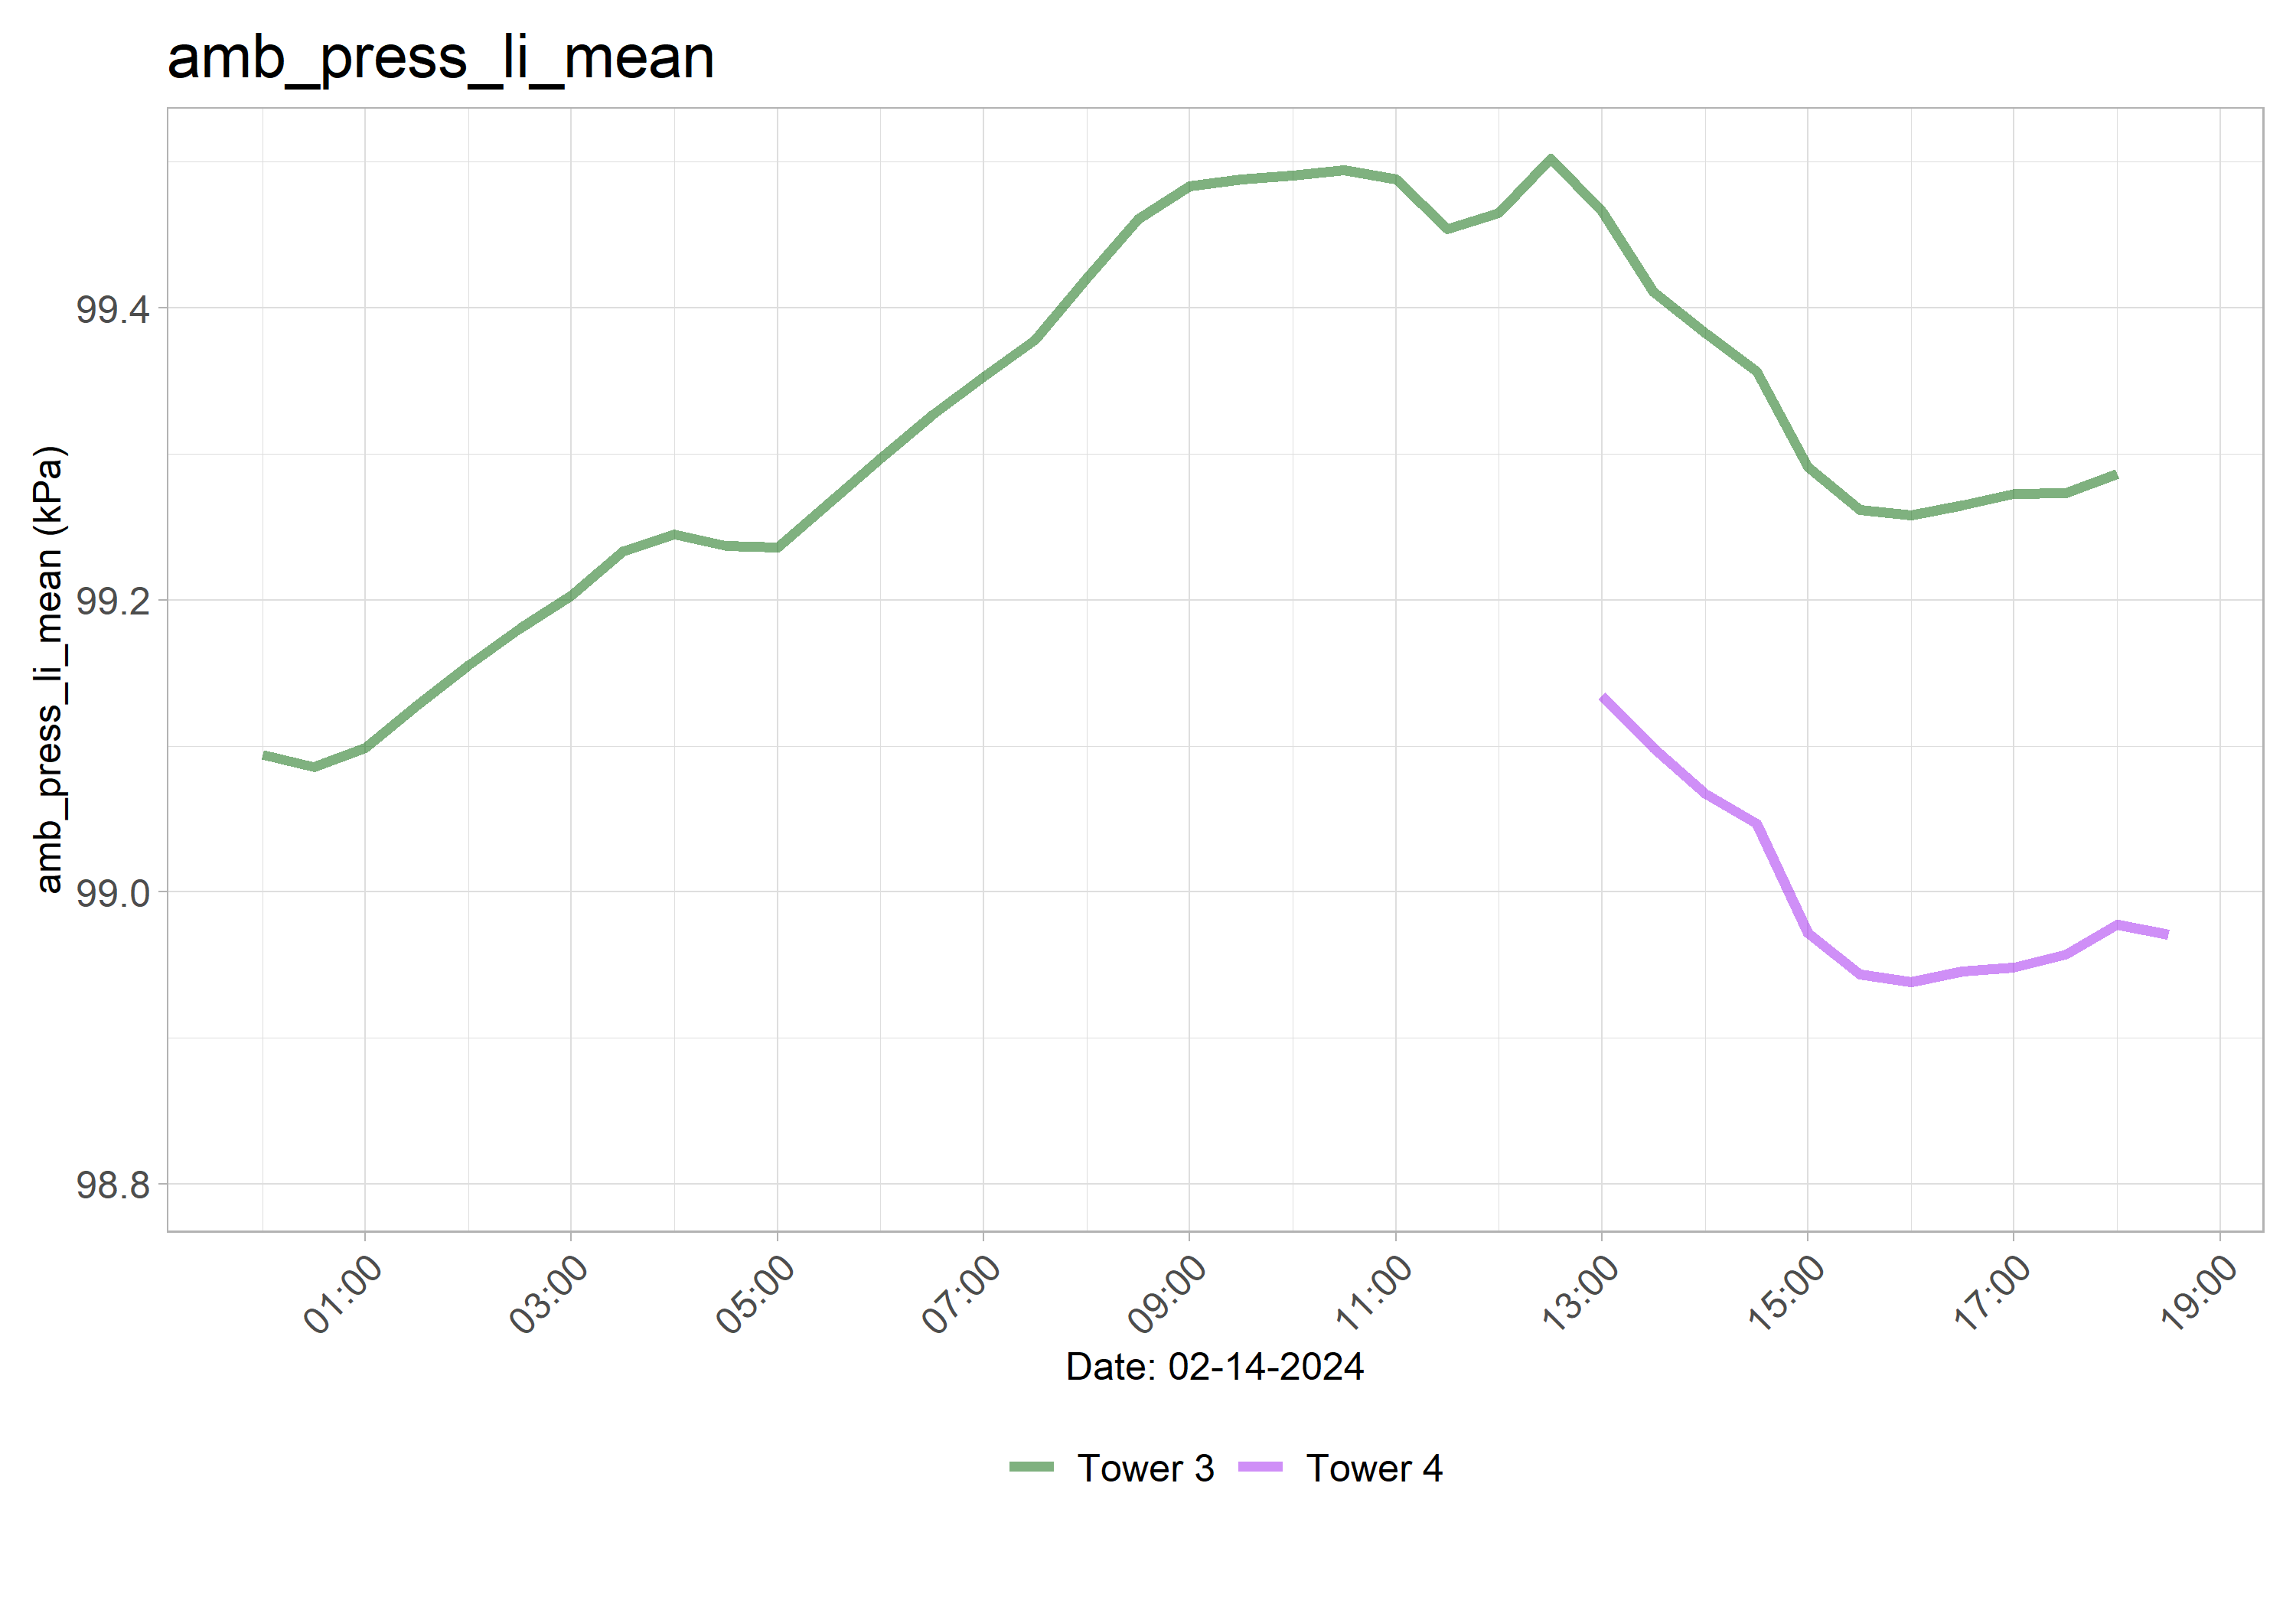 amb_press_li_mean
amb_press_li_mean (kPa)
99.4
99.2
99.0
98.8
01:00 03:00 05:00 07:00 09:00 11:00 13:00 15:00 17:00 19:00
Date: 02-14-2024
Tower 3 Tower 4